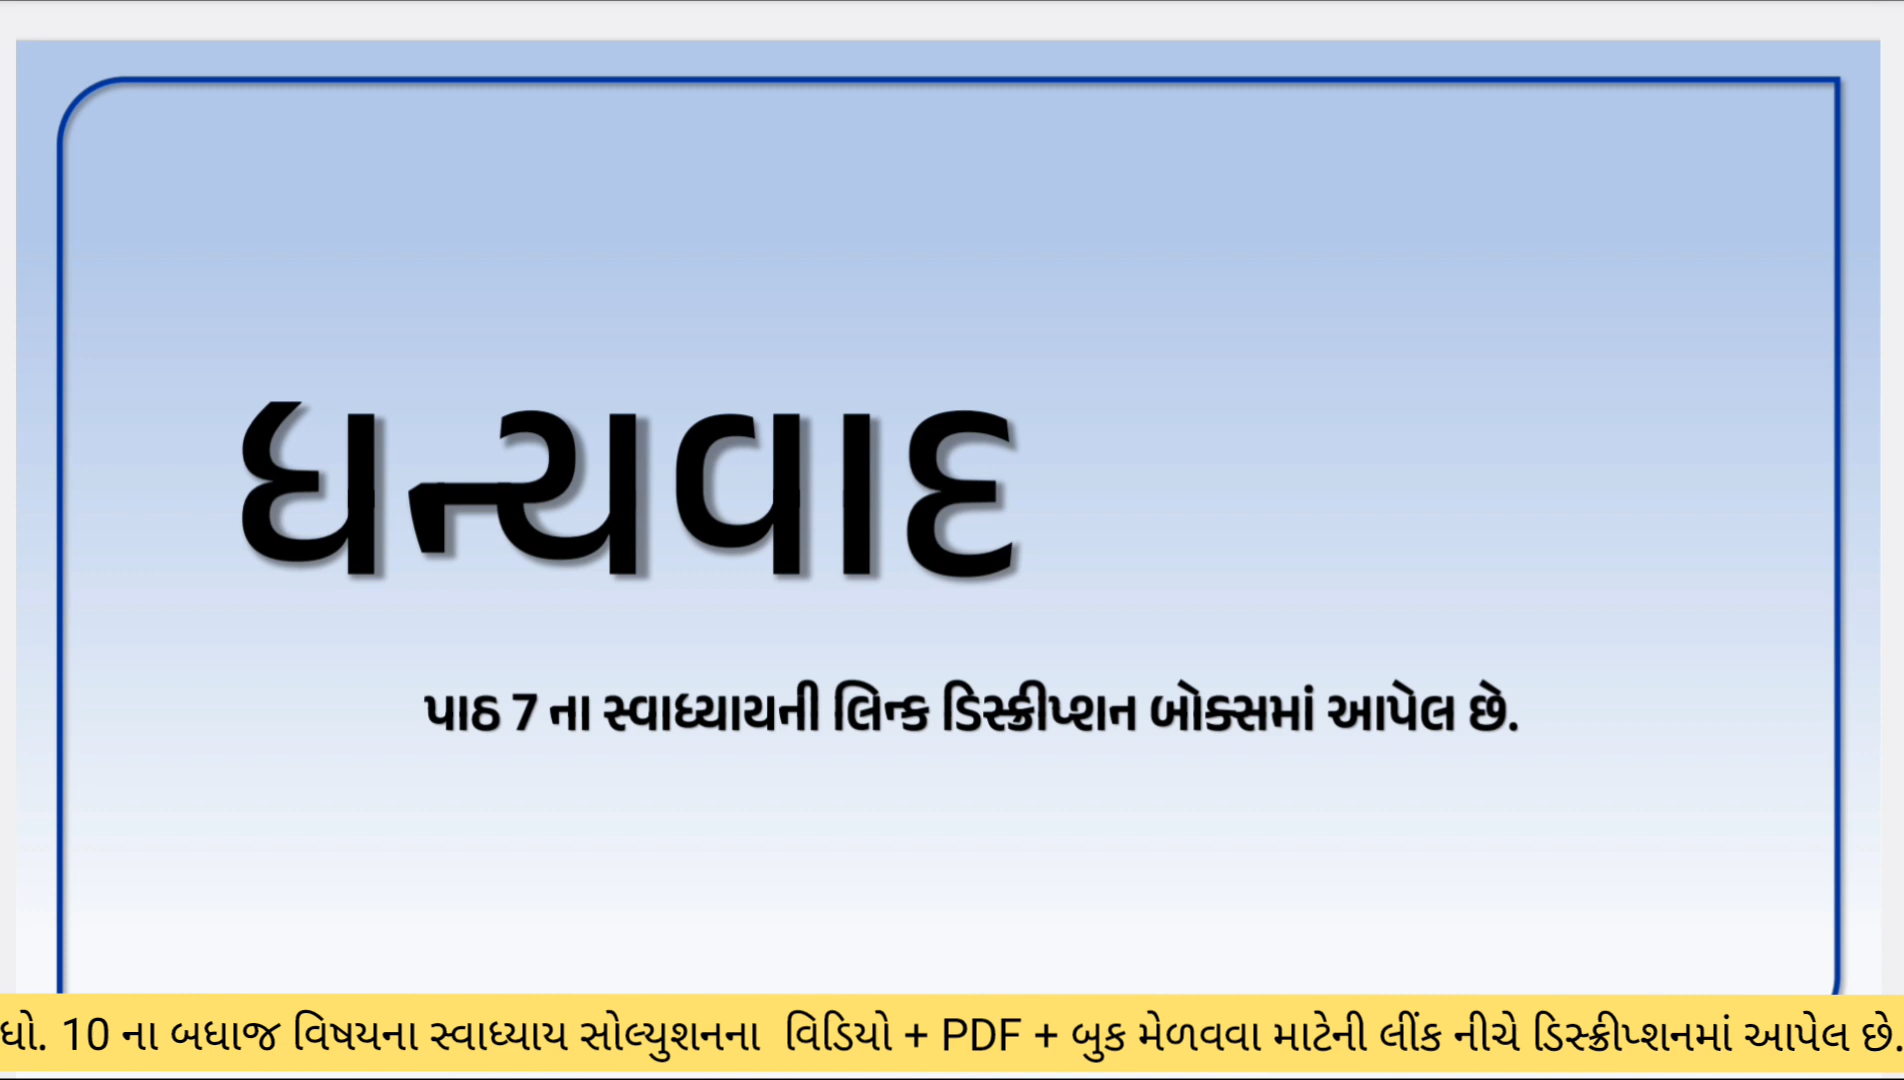 ધન્યવાદ
પાઠ 7 ના સ્વાધ્યાયની લિન્ક ડિસ્ક્રીપ્શન બોક્સમાં આપેલ છે.
ધો. 10 ના બધાજ વિષયના સ્વાધ્યાય સોલ્યુશનના વિડિયો + PDF + બુક મેળવવા માટેની લીંક નીચે ડિસ્ક્રીપ્શનમાં આપેલ છે.